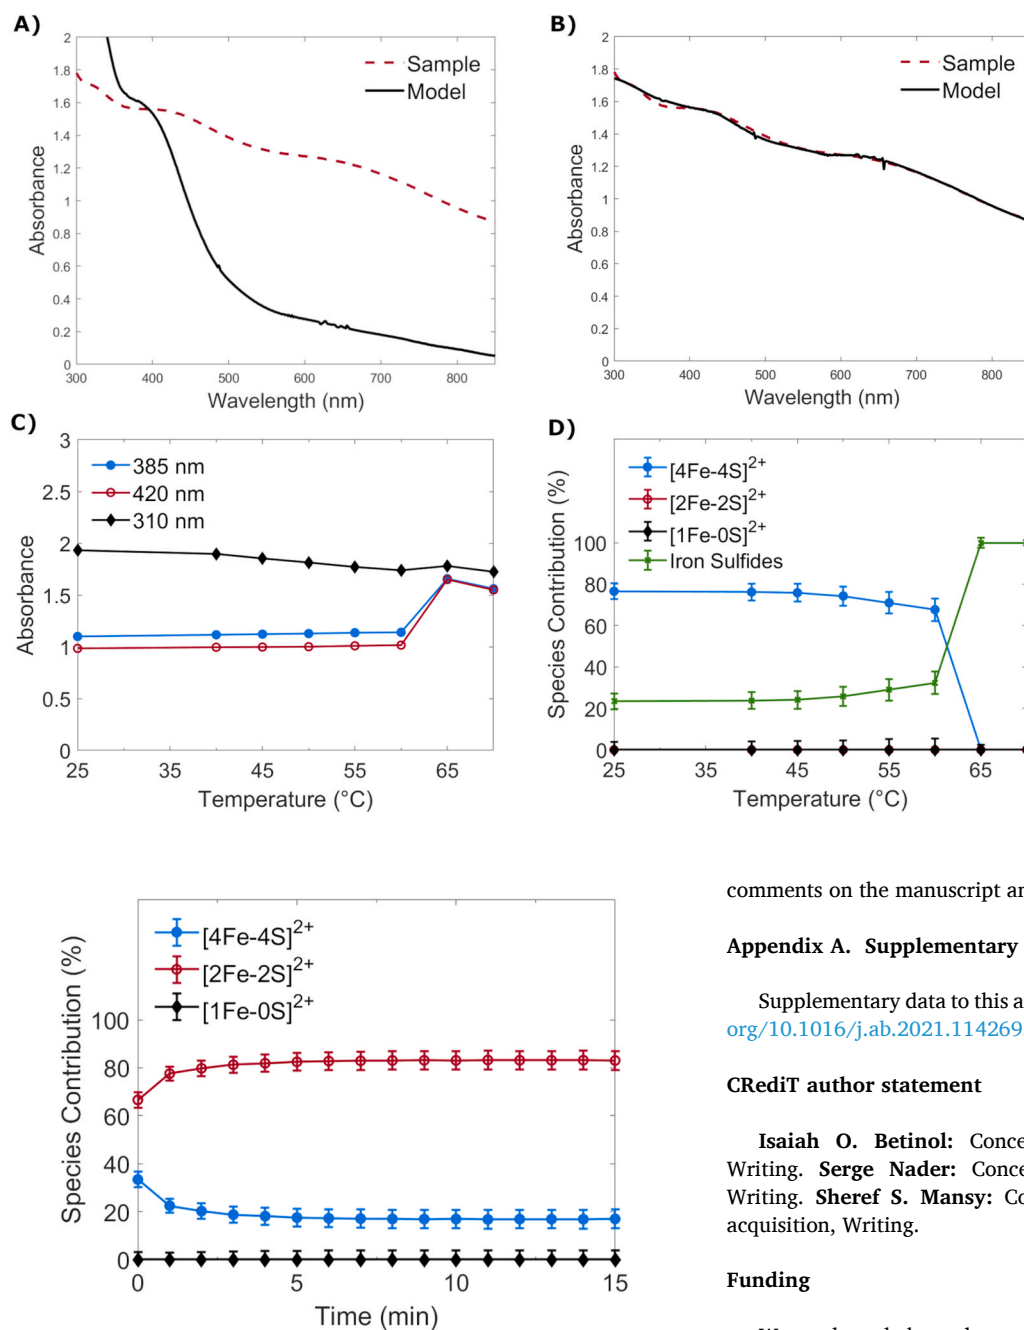 A)
2
1.8
1.6
1.4
1.2
1
0.8
0.6
0.4
0.2
0
300 400 500 600 700 800
Absorbance
Wavelength (nm)
Sample
Model
B)
2
1.8
1.6
1.4
1.2
1
0.8
0.6
0.4
0.2
0
300 400 500 600 700 800
Absorbance
Wavelength (nm)
Sample
Model
C)
3
2.5
2
1.5
1
0.5
0
25 35 45 55 65
Absorbance
Temperature (°C)
385 nm
420 nm
310 nm
D)
100
80
60
40
20
0
25 35 45 55 65
Species Contribution (%)
Temperature (°C)
[4Fe-4S]2+
[2Fe-2S]2+
[1Fe-0S]2+
Iron Sulfides
100
80
60
40
20
0
0 5 10 15
Species Contribution (%)
Time (min)
[4Fe-4S]2+
[2Fe-2S]2+
[1Fe-0S]2+
comments on the manuscript
Appendix A. Supplementary
Supplementary data to this
org/10.1016/j.ab.2021.114269
CRediT author statement
Isaiah O. Betinol:
Writing. Serge Nader:
Writing. Sheref S. Mansy:
acquisition, Writing.
Funding